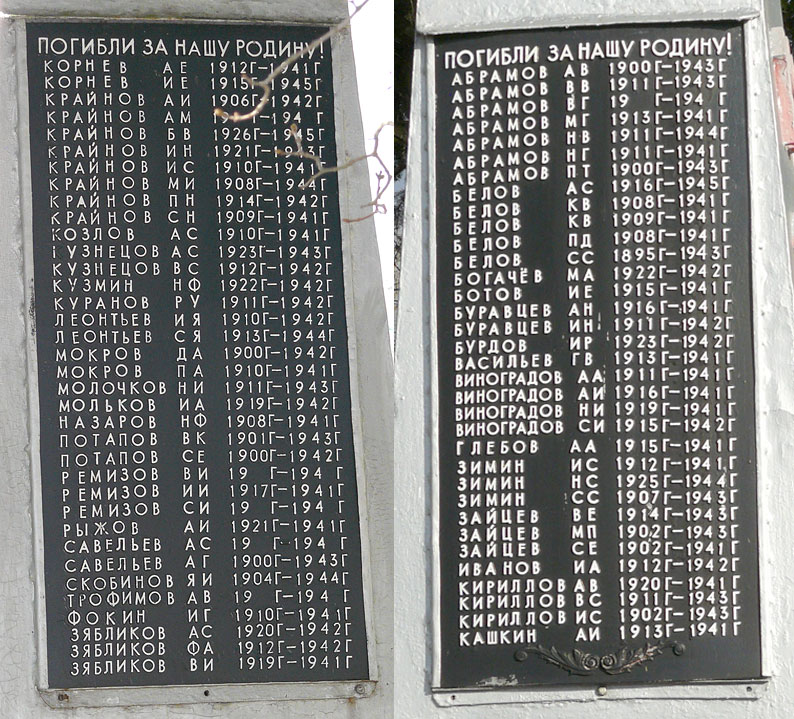 ПОГИБЛИ ЗА НАШУ РОДИНУ!
КОРНЕВ АЕ 1912Г-1941Г
КОРНЕВ ИЕ 1915Г-1945Г
КРАЙНОВ АИ 1906Г-1942Г
КРАЙНОВ АМ Г-194 Г
КРАЙНОВ БВ 1926Г-1945Г
КРАЙНОВ ИН 1921Г-1943Г
КРАЙНОВ ИС 1910Г-1941Г
КРАЙНОВ МИ 1908Г-1944Г
КРАЙНОВ ПН 1914Г-1942Г
КРАЙНОВ СН 1909Г-1941Г
КОЗЛОВ АС 1910Г-1941Г
КУЗНЕЦОВ АС 1923Г-1943Г
КУЗНЕЦОВ ВС 1912Г-1942Г
КУЗМИН НФ 1922Г-1942Г
КУРАНОВ РУ 1911Г-1942Г
ЛЕОНТЬЕВ ИЯ 1910Г-1942Г
ЛЕОНТЬЕВ СЯ 1913Г-1944Г
МОКРОВ ДА 1900Г-1942Г
МОКРОВ ПА 1910Г-1941Г
МОЛОЧКОВ НИ 1911Г-1943Г
МОЛЬКОВ ИА 1919Г-1942Г
НАЗАРОВ НФ 1908Г-1941Г
ПОТАПОВ ВК 1901Г-1943Г
ПОТАПОВ СЕ 1900Г-1942Г
РЕМИЗОВ ВИ 19 Г-194 Г
РЕМИЗОВ ИИ 1917Г-1941Г
РЕМИЗОВ СИ 19 Г-194 Г
РЫЖОВ АИ 1921Г-1941Г
САВЕЛЬЕВ АС 19 Г-194 Г
САВЕЛЬЕВ АГ 1900Г-1943Г
СКОБИНОВ ЯИ 1904Г-1944Г
ТРОФИМОВ АВ 19 Г-194 Г
ФОКИН ИГ 1910Г-1941Г
ЗЯБЛИКОВ АС 1920Г-1942Г
ЗЯБЛИКОВ ФА 1912Г-1942Г
ЗЯБЛИКОВ ВИ 1919Г-1941Г
ПОГИБЛИ ЗА НАШУ РОДИНУ!
АБРАМОВ АВ 1900Г-1943Г
АБРАМОВ ВВ 1911Г-1943Г
АБРАМОВ ВГ 19 Г-194 Г
АБРАМОВ МГ 1913Г-1941Г
АБРАМОВ НВ 1911Г-1944Г
АБРАМОВ НГ 1911Г-1941Г
АБРАМОВ ПТ 1900Г-1943Г
БЕЛОВ АС 1916Г-1945Г
БЕЛОВ КВ 1908Г-1941Г
БЕЛОВ КВ 1909Г-1941Г
БЕЛОВ ПД 1908Г-1941Г
БЕЛОВ СС 1895Г-1943Г
БОГАЧЁВ МА 1922Г-1942Г
БОТОВ ИЕ 1915Г-1941Г
БУРАВЦЕВ АН 1916Г-1941Г
БУРАВЦЕВ ИН 1911Г-1942Г
БУРДОВ ИР 1923Г-1942Г
ВАСИЛЬЕВ ГВ 1913Г-1941Г
ВИНОГРАДОВ АА 1911Г-1941Г
ВИНОГРАДОВ АИ 1916Г-1941Г
ВИНОГРАДОВ НИ 1919Г-1941Г
ВИНОГРАДОВ СИ 1915Г-1942Г
ГЛЕБОВ АА 1915Г-1941Г
ЗИМИН ИС 1912Г-1941Г
ЗИМИН НС 1925Г-1944Г
ЗИМИН СС 1907Г-1943Г
ЗАЙЦЕВ ВЕ 1914Г-1943Г
ЗАЙЦЕВ МП 1902Г-1943Г
ЗАЙЦЕВ СЕ 1902Г-1941Г
ИВАНОВ ИА 1912Г-1942Г
КИРИЛЛОВ АВ 1920Г-1941Г
КИРИЛЛОВ ВС 1911Г-1943Г
КИРИЛЛОВ ИС 1902Г-1943Г
КАШКИН АИ 1913Г-1941Г